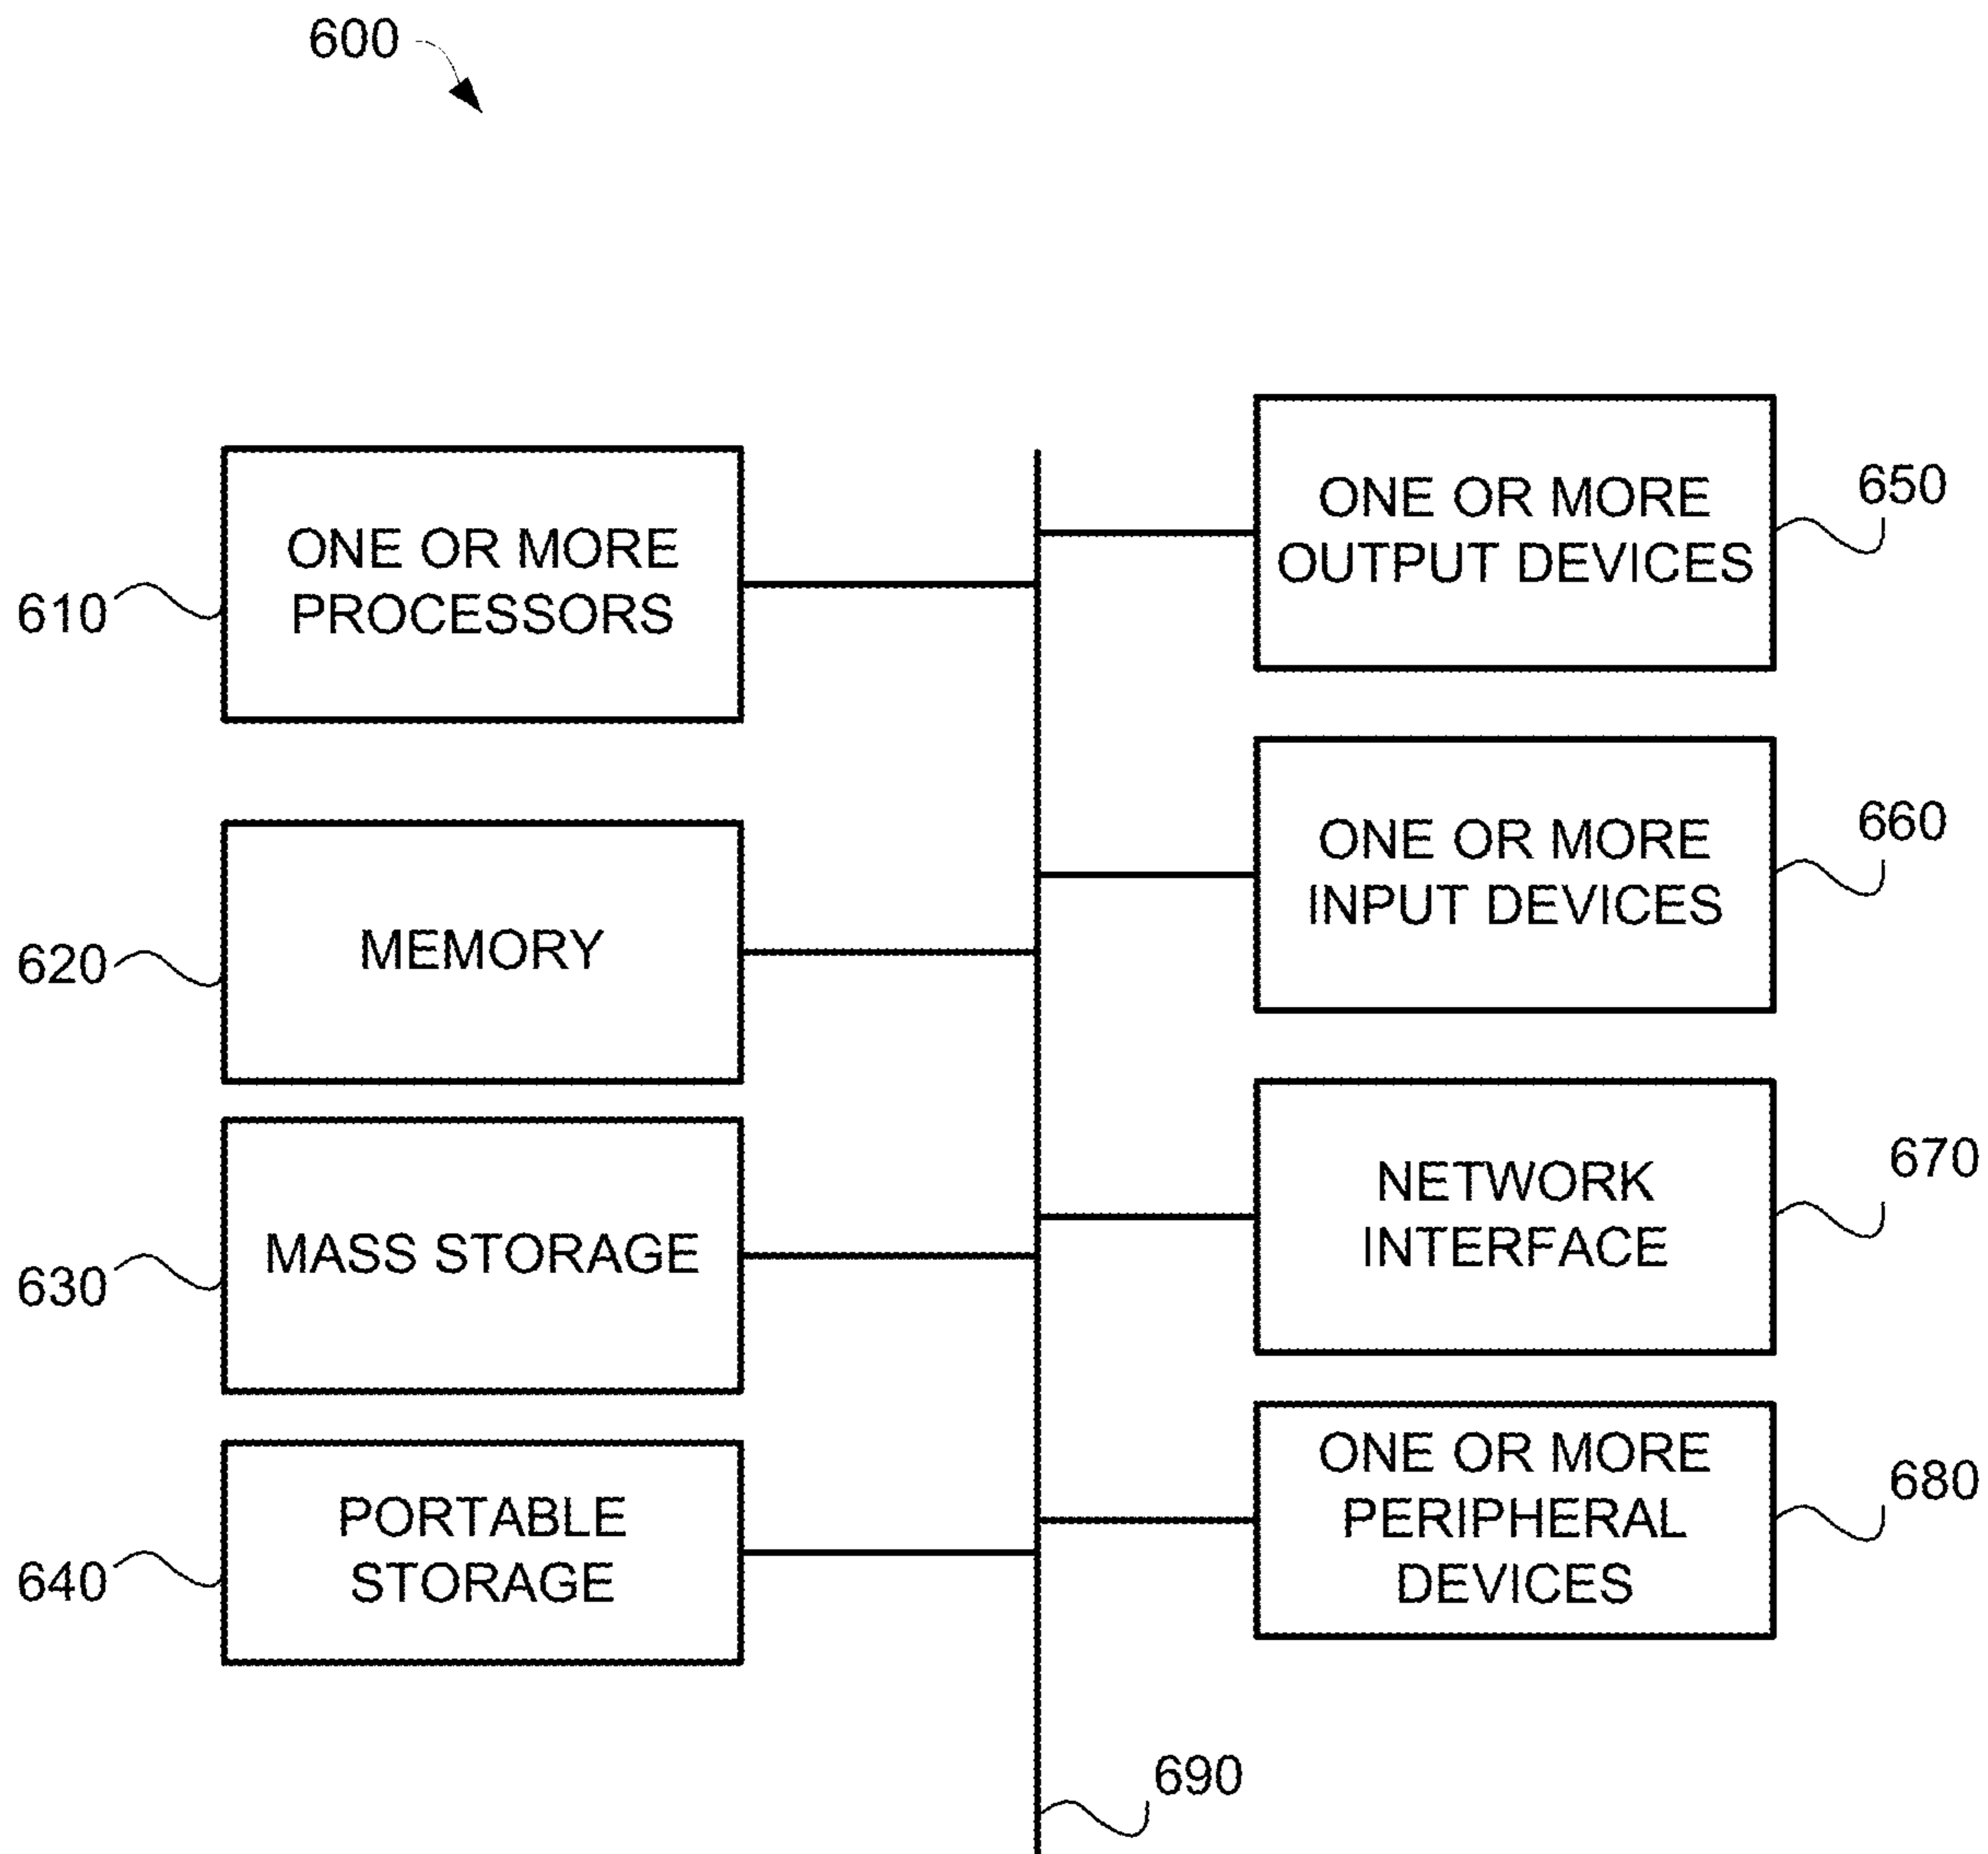 600
ONE OR MORE
PROCESSORS
610
MEMORY
620
MASS STORAGE
630
PORTABLE
STORAGE
640
ONE OR MORE
OUTPUT DEVICES
650
ONE OR MORE
INPUT DEVICES
660
NETWORK
INTERFACE
670
ONE OR MORE
PERIPHERAL
DEVICES
680
690